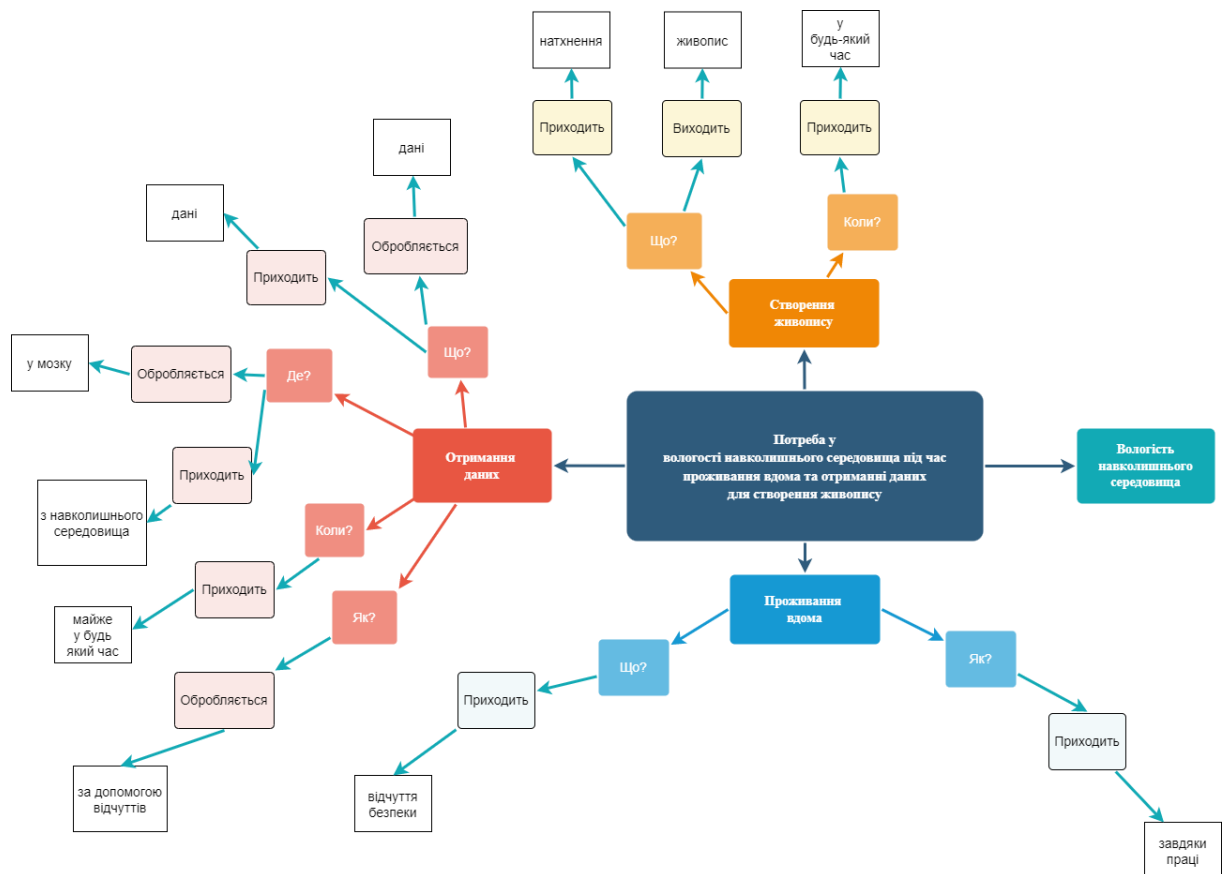 натхнення
живопис
у
будь-який
час
Приходить
Виходить
Приходить
дані
дані
Обробляється
Приходить
Що?
Коли?
Створення
живопису
Що?
у мозку
Обробляється
Де?
Отримання
даних
Потреба у
вологості навколишнього середовища під час
проживання вдома та отриманні даних
для створення живопису
Вологість
навколишнього
середовища
Приходить
з навколишнього
середовища
Коли?
Приходить
майже
у будь
який час
Як?
Проживання
вдома
Обробляється
Що?
Як?
Приходить
Приходить
за допомогою
відчуттів
відчуття
безпеки
завдяки
праці